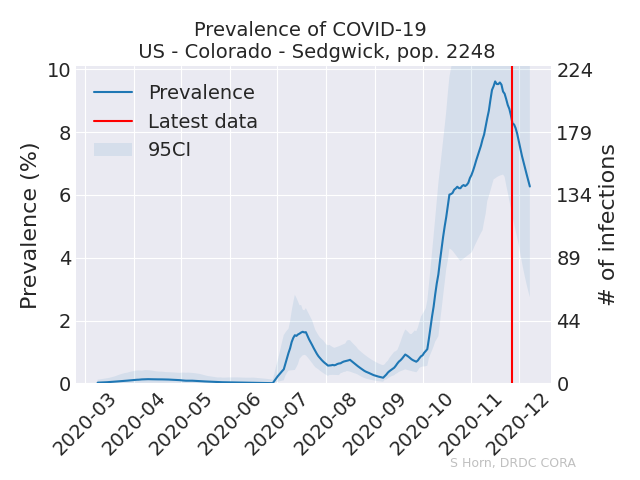 Prevalence of COVID-19
US - Colorado - Sedgwick, pop. 2248
Prevalence
Latest data
95CI
Prevalence (%)
10
8
6
4
2
0
224
179
134
89
44
0
# of infections
2020-03
2020-04
2020-05
2020-06
2020-07
2020-08
2020-09
2020-10
2020-11
2020-12
S Horn, DRDC CORA